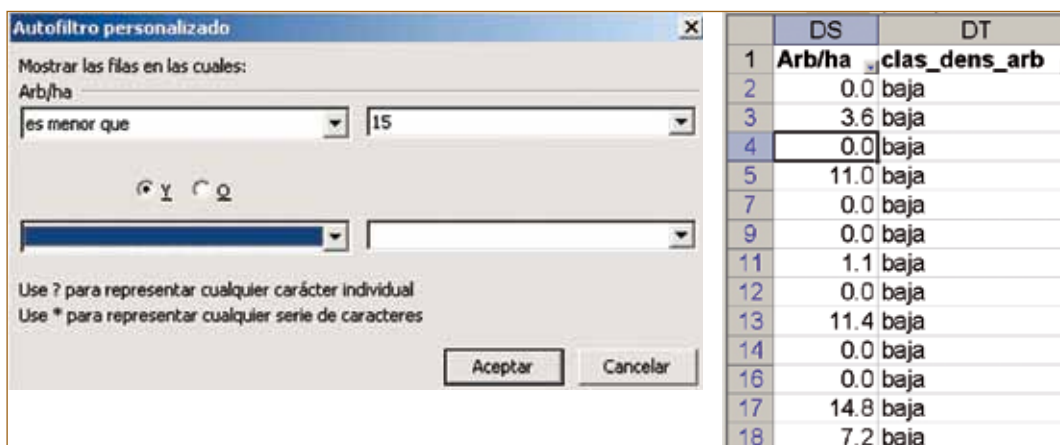 Autofiltro personalizado
Mostrar las filas en las cuales:
Arb/ha
es menor que 15
Y O
Use ? para representar cualquier carácter individual
Use * para representar cualquier serie de caracteres
Aceptar Cancelar
DS DT
1 Arb/ha clas_dens_arb
2 0.0 baja
3 3.6 baja
4 0.0 baja
5 11.0 baja
7 0.0 baja
9 0.0 baja
11 1.1 baja
12 0.0 baja
13 11.4 baja
14 0.0 baja
16 0.0 baja
17 14.8 baja
18 7.2 baja